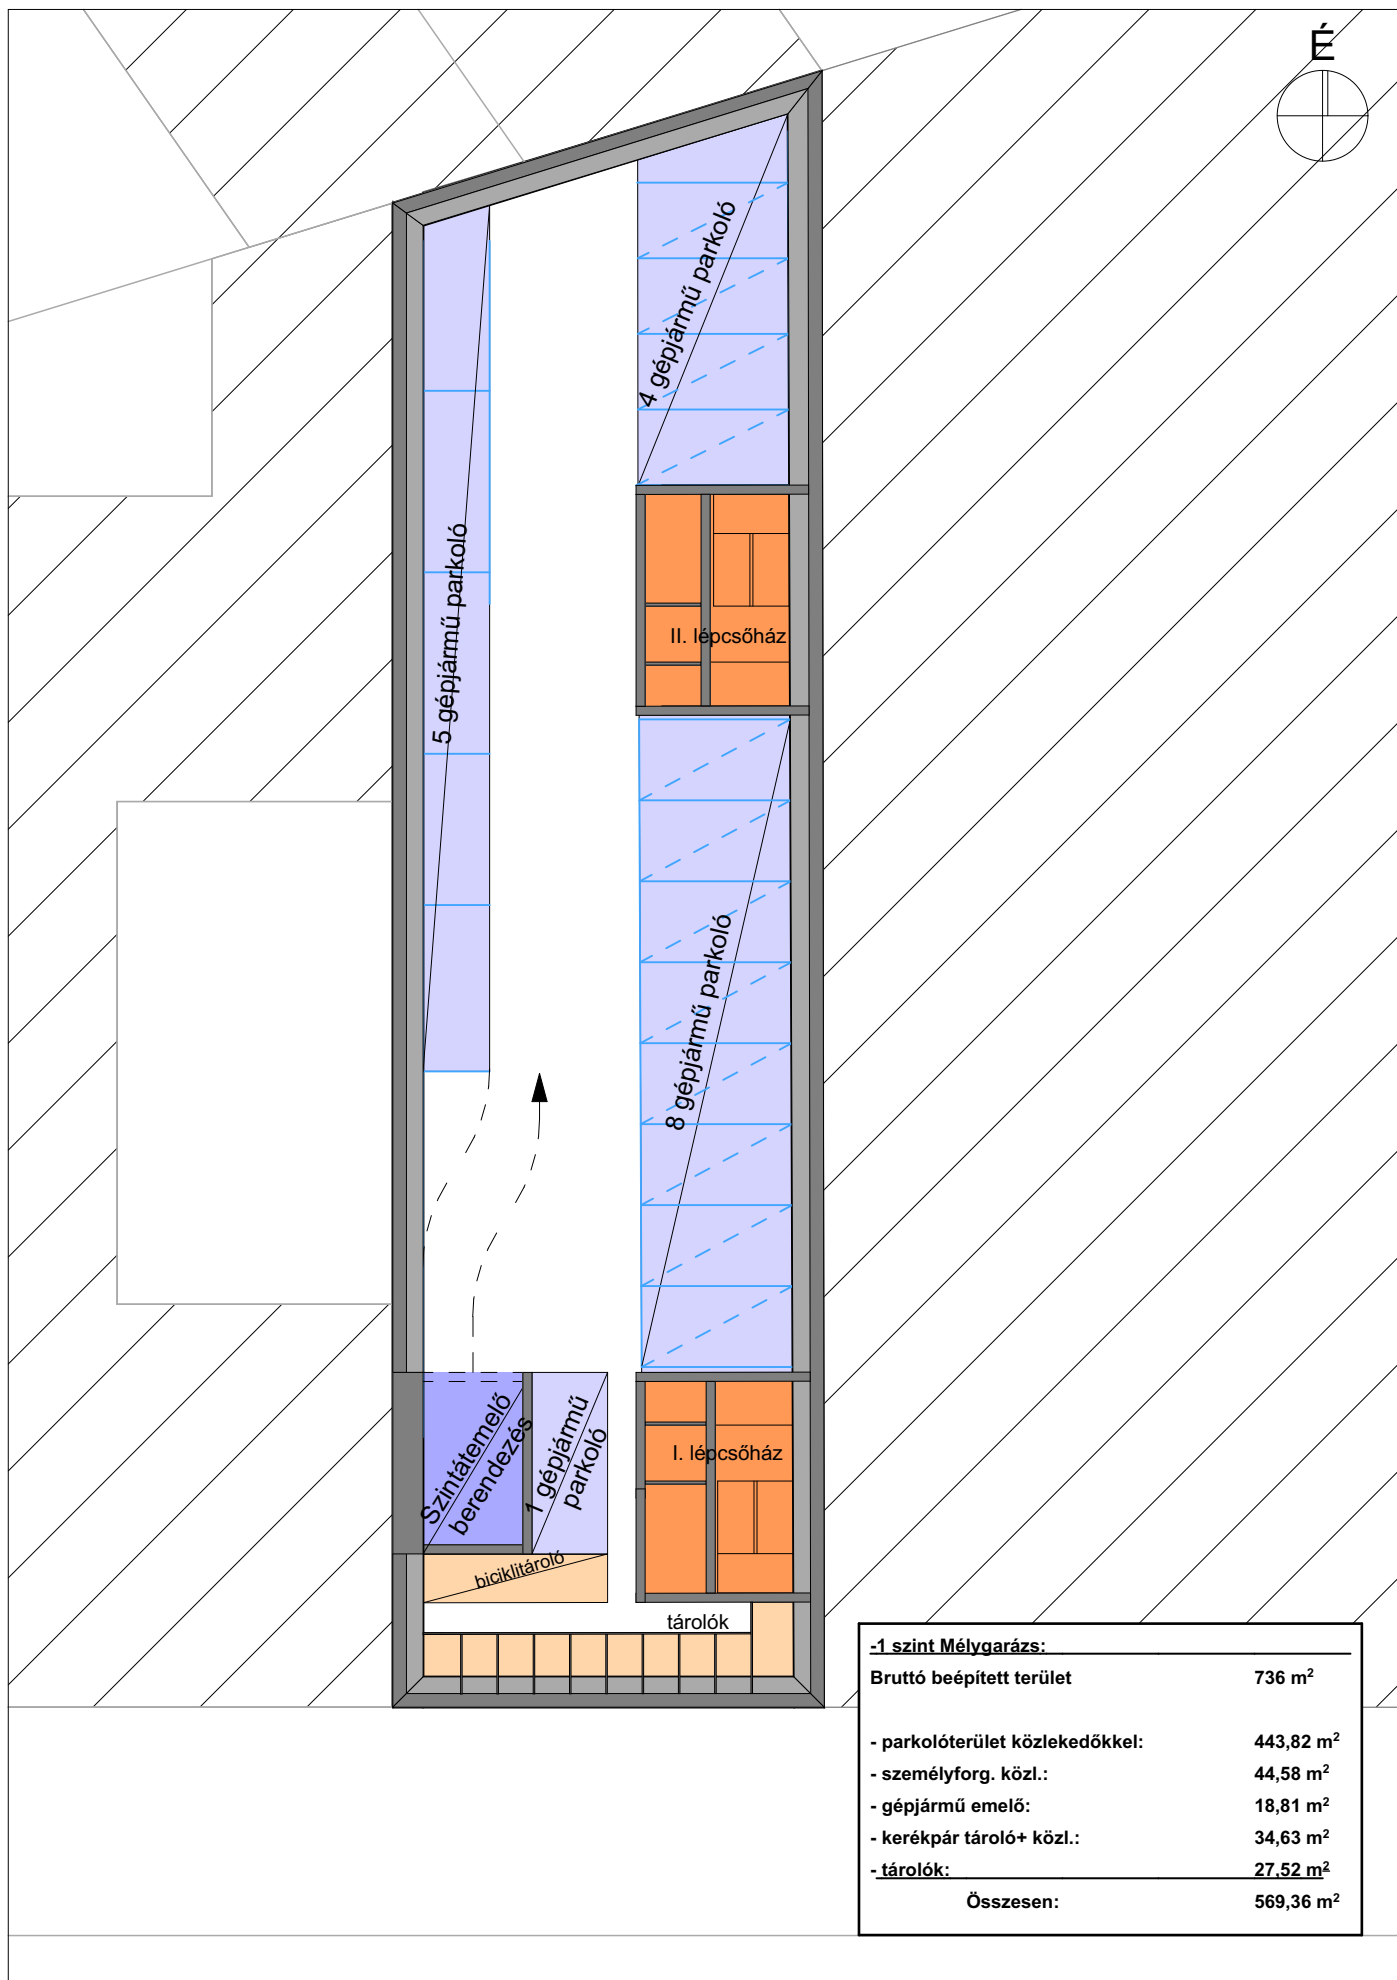 É
4 gépjármű parkoló
5 gépjármű parkoló
II. lépcsőház
8 gépjármű parkoló
Szintátemelő
berendezés
1 gépjármű
parkoló
I. lépcsőház
biciklitároló
tárolók
-1 szint Mélygarázs:
Bruttó beépített terület 736 m²
- parkolóterület közlekedőkkel: 443,82 m²
- személyforg. közl.: 44,58 m²
- gépjármű emelő: 18,81 m²
- kerékpár tároló+ közl.: 34,63 m²
- tárolók: 27,52 m²
Összesen: 569,36 m²